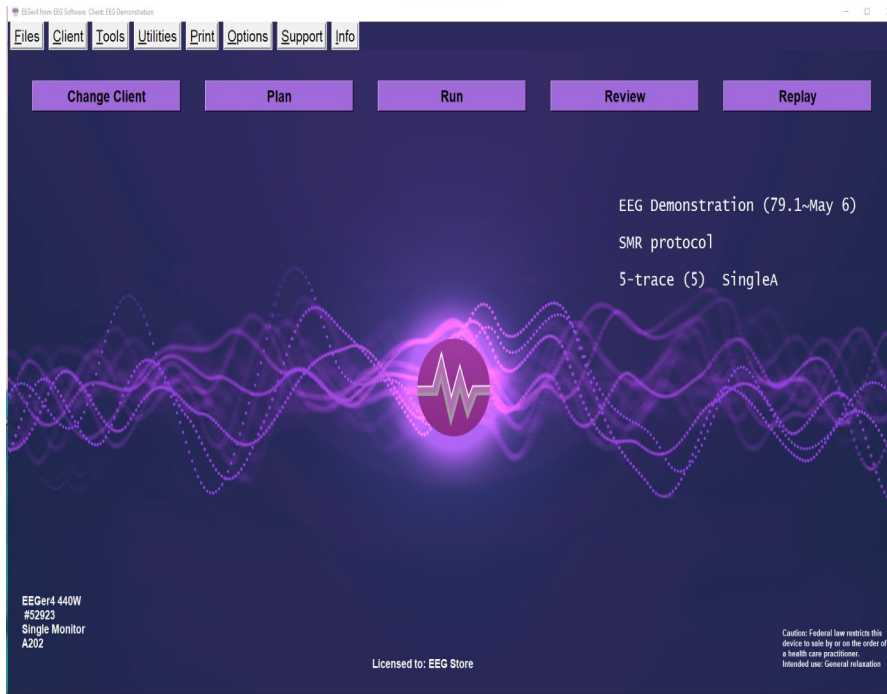 EEGer4 from EEG Software Client: EEG Demonstration
Files Client Tools Utilities Print Options Support Info
Change Client Plan Run Review Replay
EEG Demonstration (79.1~May 6)
SMR protocol
5-trace (5) SingleA
EEGer4 440W
#52923
Single Monitor
A202
Licensed to: EEG Store
Caution: Federal law restricts this
device to sale by or on the order of
a health care practitioner.
Intended use: General relaxation